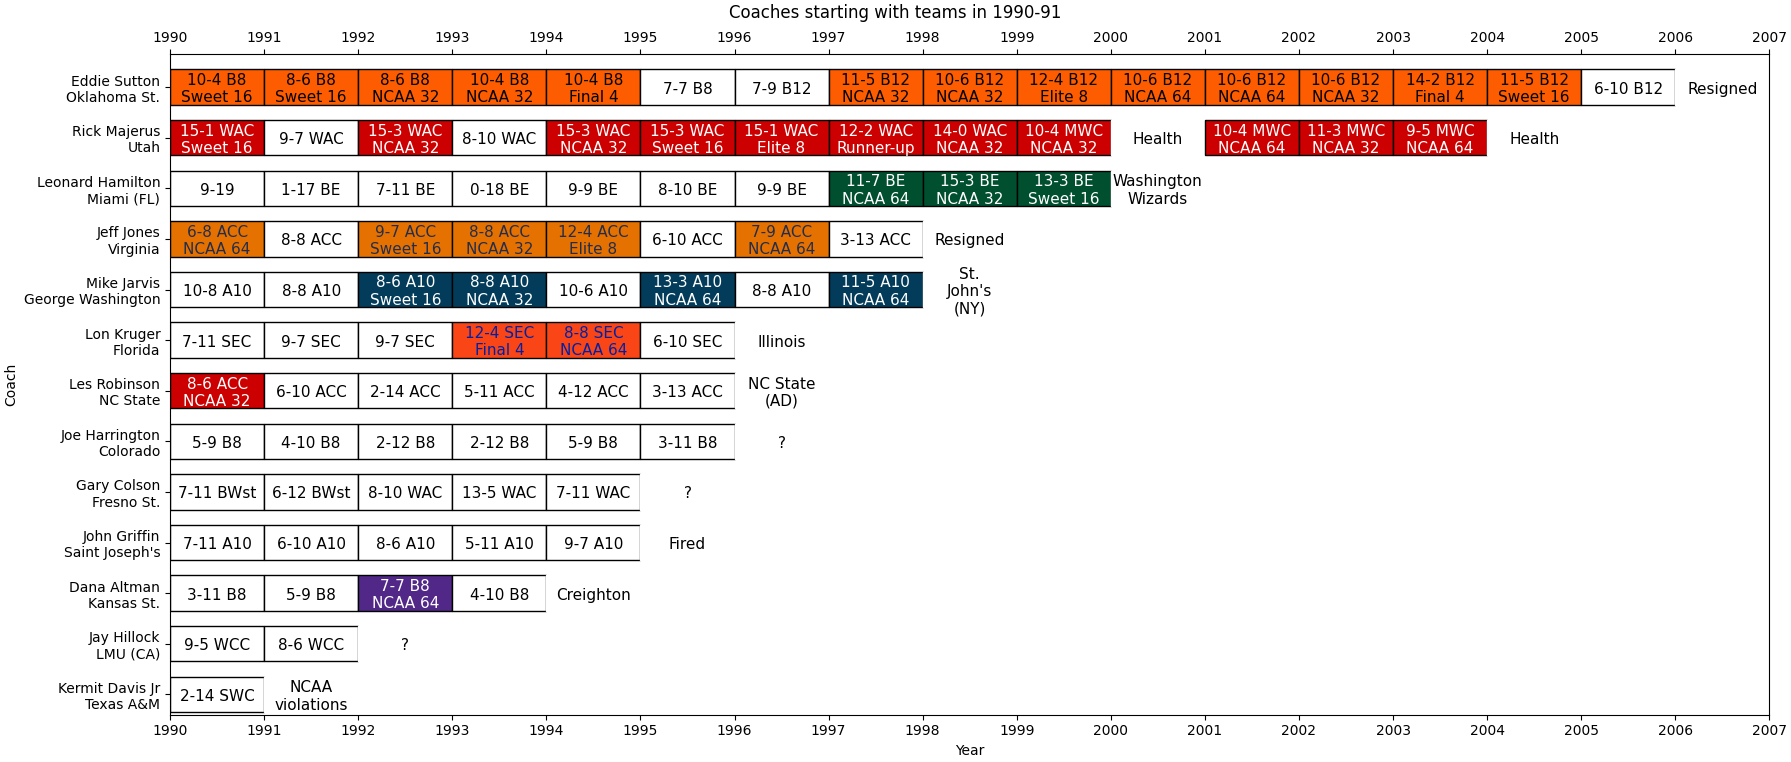 Coaches starting with teams in 1990-91
1990 1991 1992 1993 1994 1995 1996 1997 1998 1999 2000 2001 2002 2003 2004 2005 2006 2007
Eddie Sutton 10-4 B8 8-6 B8 8-6 B8 10-4 B8 10-4 B8 7-7 B8 7-9 B12 11-5 B12 10-6 B12 12-4 B12 10-6 B12 10-6 B12 10-6 B12 14-2 B12 11-5 B12 6-10 B12 Resigned
Oklahoma St. Sweet 16 Sweet 16 NCAA 32 NCAA 32 Final 4 NCAA 32 NCAA 32 Elite 8 NCAA 64 NCAA 64 NCAA 32 Final 4 Sweet 16
Rick Majerus 15-1 WAC 9-7 WAC 15-3 WAC 8-10 WAC 15-3 WAC 15-3 WAC 15-1 WAC 12-2 WAC 14-0 WAC 10-4 MWC Health 10-4 MWC 11-3 MWC 9-5 MWC Health
Utah Sweet 16 NCAA 32 NCAA 32 Sweet 16 Elite 8 Runner-up NCAA 32 NCAA 32 NCAA 64 NCAA 32 NCAA 64
Leonard Hamilton 9-19 1-17 BE 7-11 BE 0-18 BE 9-9 BE 8-10 BE 9-9 BE 11-7 BE 15-3 BE 13-3 BE Washington
Miami (FL) NCAA 64 NCAA 32 Sweet 16 Wizards
Jeff Jones 6-8 ACC 8-8 ACC 9-7 ACC 8-8 ACC 12-4 ACC 6-10 ACC 7-9 ACC 3-13 ACC Resigned
Virginia NCAA 64 Sweet 16 NCAA 32 Elite 8 NCAA 64
Mike Jarvis 10-8 A10 8-8 A10 8-6 A10 8-8 A10 10-6 A10 13-3 A10 8-8 A10 11-5 A10 St.
George Washington Sweet 16 NCAA 32 NCAA 64 NCAA 64 John's
(NY)
Lon Kruger 7-11 SEC 9-7 SEC 9-7 SEC 12-4 SEC 8-8 SEC 6-10 SEC Illinois
Florida Final 4 NCAA 64
Les Robinson 8-6 ACC 6-10 ACC 2-14 ACC 5-11 ACC 4-12 ACC 3-13 ACC NC State
NC State NCAA 32 (AD)
Joe Harrington 5-9 B8 4-10 B8 2-12 B8 2-12 B8 5-9 B8 3-11 B8 ?
Colorado
Gary Colson 7-11 BWst 6-12 BWst 8-10 WAC 13-5 WAC 7-11 WAC ?
Fresno St.
John Griffin 7-11 A10 6-10 A10 8-6 A10 5-11 A10 9-7 A10 Fired
Saint Joseph's
Dana Altman 3-11 B8 5-9 B8 7-7 B8 4-10 B8 Creighton
Kansas St. NCAA 64
Jay Hillock 9-5 WCC 8-6 WCC ?
LMU (CA)
Kermit Davis Jr 2-14 SWC NCAA
Texas A&M violations
1990 1991 1992 1993 1994 1995 1996 1997 1998 1999 2000 2001 2002 2003 2004 2005 2006 2007
Year
Coach